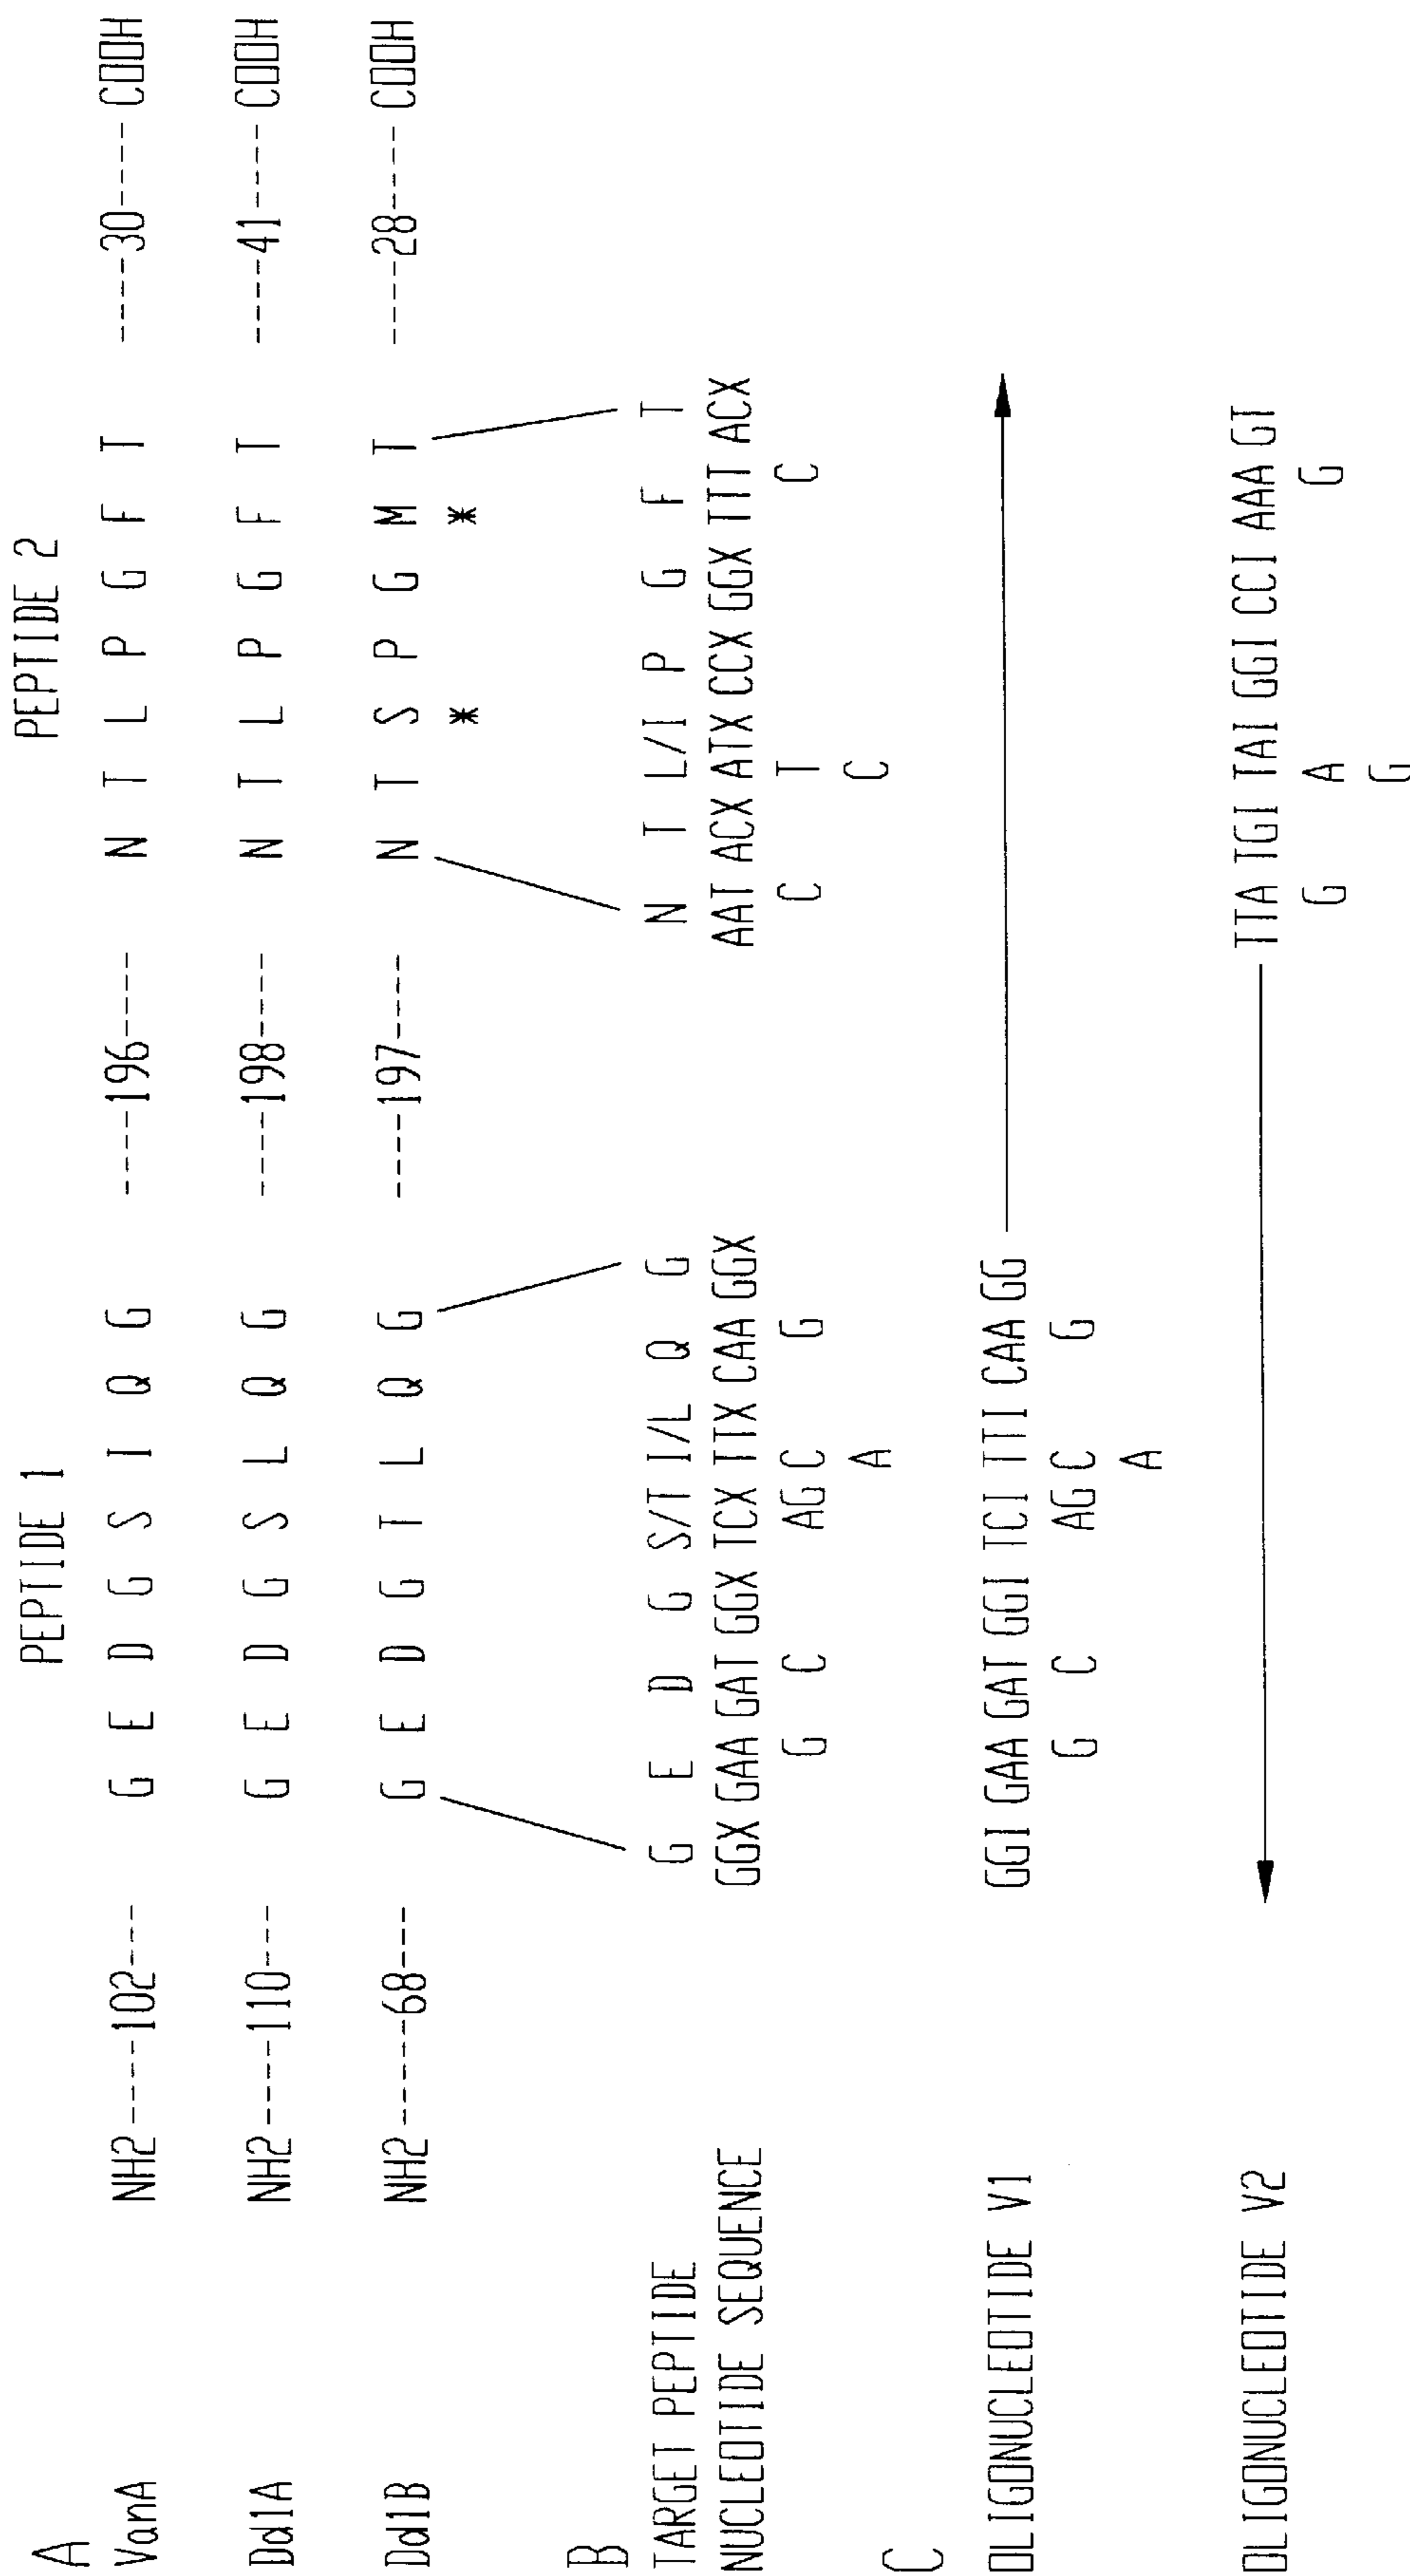 PEPTIDE 1 PEPTIDE 2
A
VanA NH2-----102---- G E D G S I Q G -----196----- N T L P G F T ----30----- COOH
Ddl1A NH2-----110---- G E D G S L Q G ----198----- N T L P G F T ----41----- COOH
Ddl1B NH2------68---- G E D G T L Q G ----197----- N T S P G M T ----28----- COOH
* *
B
TARGET PEPTIDE G E D G S/T I/L Q G N T L/I P G F T
NUCLEOTIDE SEQUENCE GGX GAA GAT GGX TCX TTX CAA GGX AAT ACX ATX CCX GGX TTT ACX
G C AG C G C T C
A C
C
OLIGONUCLEOTIDE V1 GGI GAA GAT GGI TCI TTI CAA GG
G C AG C G
A
OLIGONUCLEOTIDE V2 TTA TGI TAI GGI CCI AAA GT
G A G
G